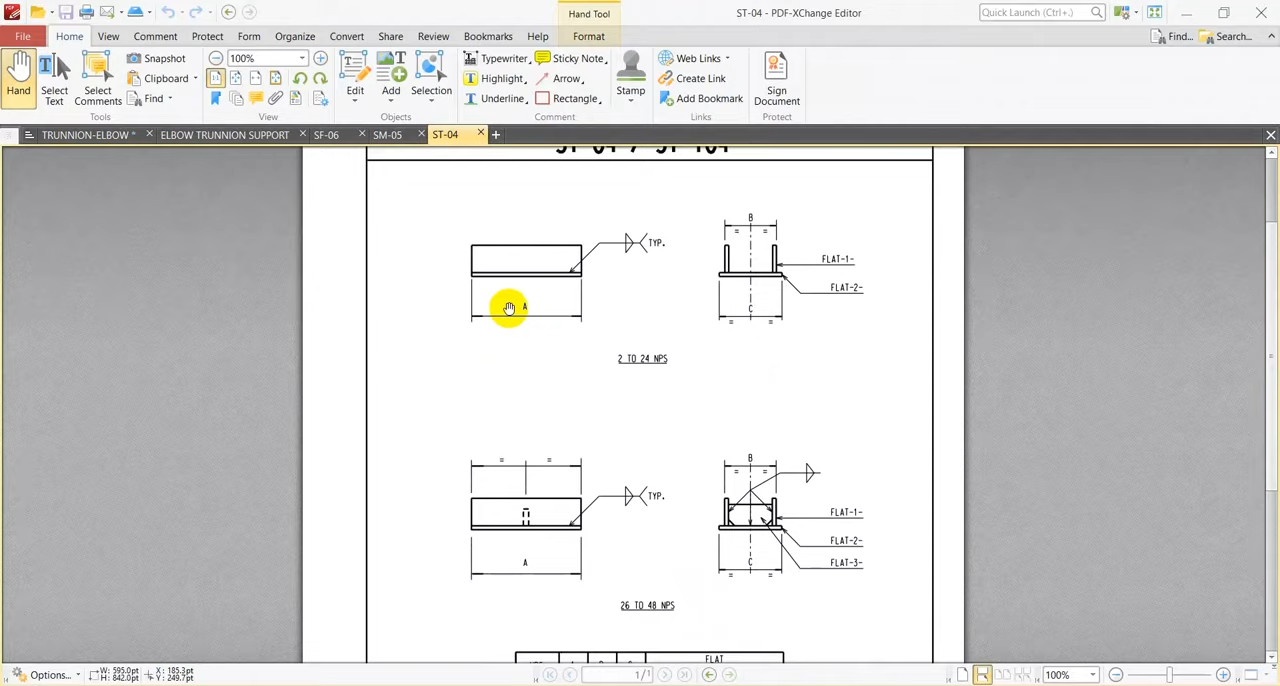 Hand Tool
ST-04 - PDF-XChange Editor
Quick Launch (Ctrl+.)
File Home View Comment Protect Form Organize Convert Share Review Bookmarks Help Format
Find... Search...
Hand
Select Text
Select Comments
Snapshot
Clipboard
Find
Tools
100%
View
Edit
Add
Selection
Objects
Typewriter
Highlight
Underline
Sticky Note
Arrow
Rectangle
Stamp
Comment
Web Links
Create Link
Add Bookmark
Links
Sign Document
Protect
TRUNNION-ELBOW *
ELBOW TRUNNION SUPPORT
SF-06
SM-05
ST-04
ST-04 / ST-104
B
= =
TYP.
FLAT-1-
FLAT-2-
A
C
= =
2 TO 24 NPS
= =
B
= =
TYP.
FLAT-1-
FLAT-2-
FLAT-3-
A
C
= =
26 TO 48 NPS
FLAT
Options...
W: 595.0pt
H: 842.0pt
X: 185.3pt
Y: 249.7pt
1/1
100%